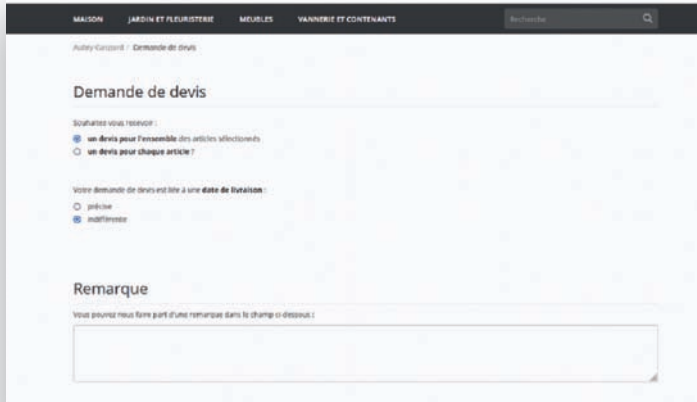 MAISON JARDIN ET FLEURISTERIE MEUBLES VANNERIE ET CONTENANTS Recherche
Aubry Gaspard / Demande de devis
Demande de devis
Souhaitez vous recevoir :
un devis pour l'ensemble des articles sélectionnés
un devis pour chaque article ?
Votre demande de devis est liée à une date de livraison :
précise
indifférente
Remarque
Vous pouvez nous faire part d'une remarque dans le champ ci-dessous :